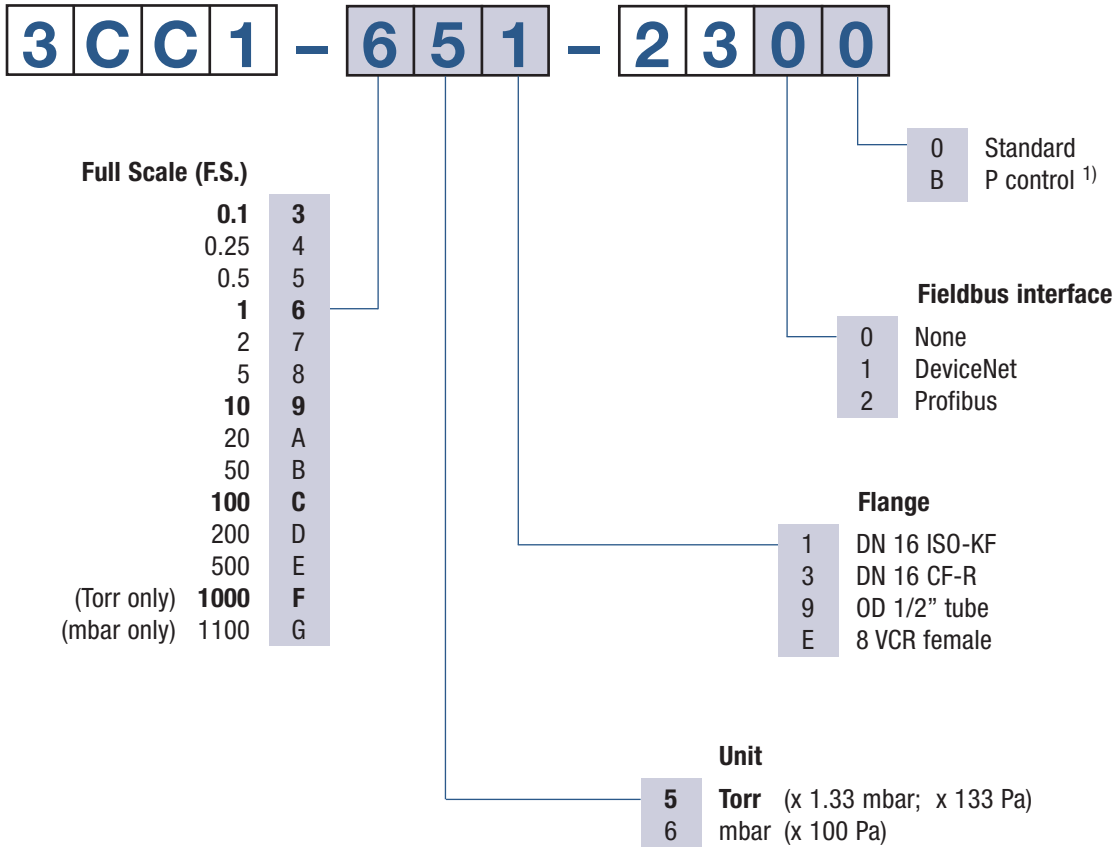 3CC1 – 651 – 2300
0 Standard
B P control 1)
Full Scale (F.S.)
0.1 3
0.25 4
0.5 5
1 6
2 7
5 8
10 9
20 A
50 B
100 C
200 D
500 E
(Torr only) 1000 F
(mbar only) 1100 G
Fieldbus interface
0 None
1 DeviceNet
2 Profibus
Flange
1 DN 16 ISO-KF
3 DN 16 CF-R
9 OD 1/2” tube
E 8 VCR female
Unit
5 Torr (x 1.33 mbar; x 133 Pa)
6 mbar (x 100 Pa)